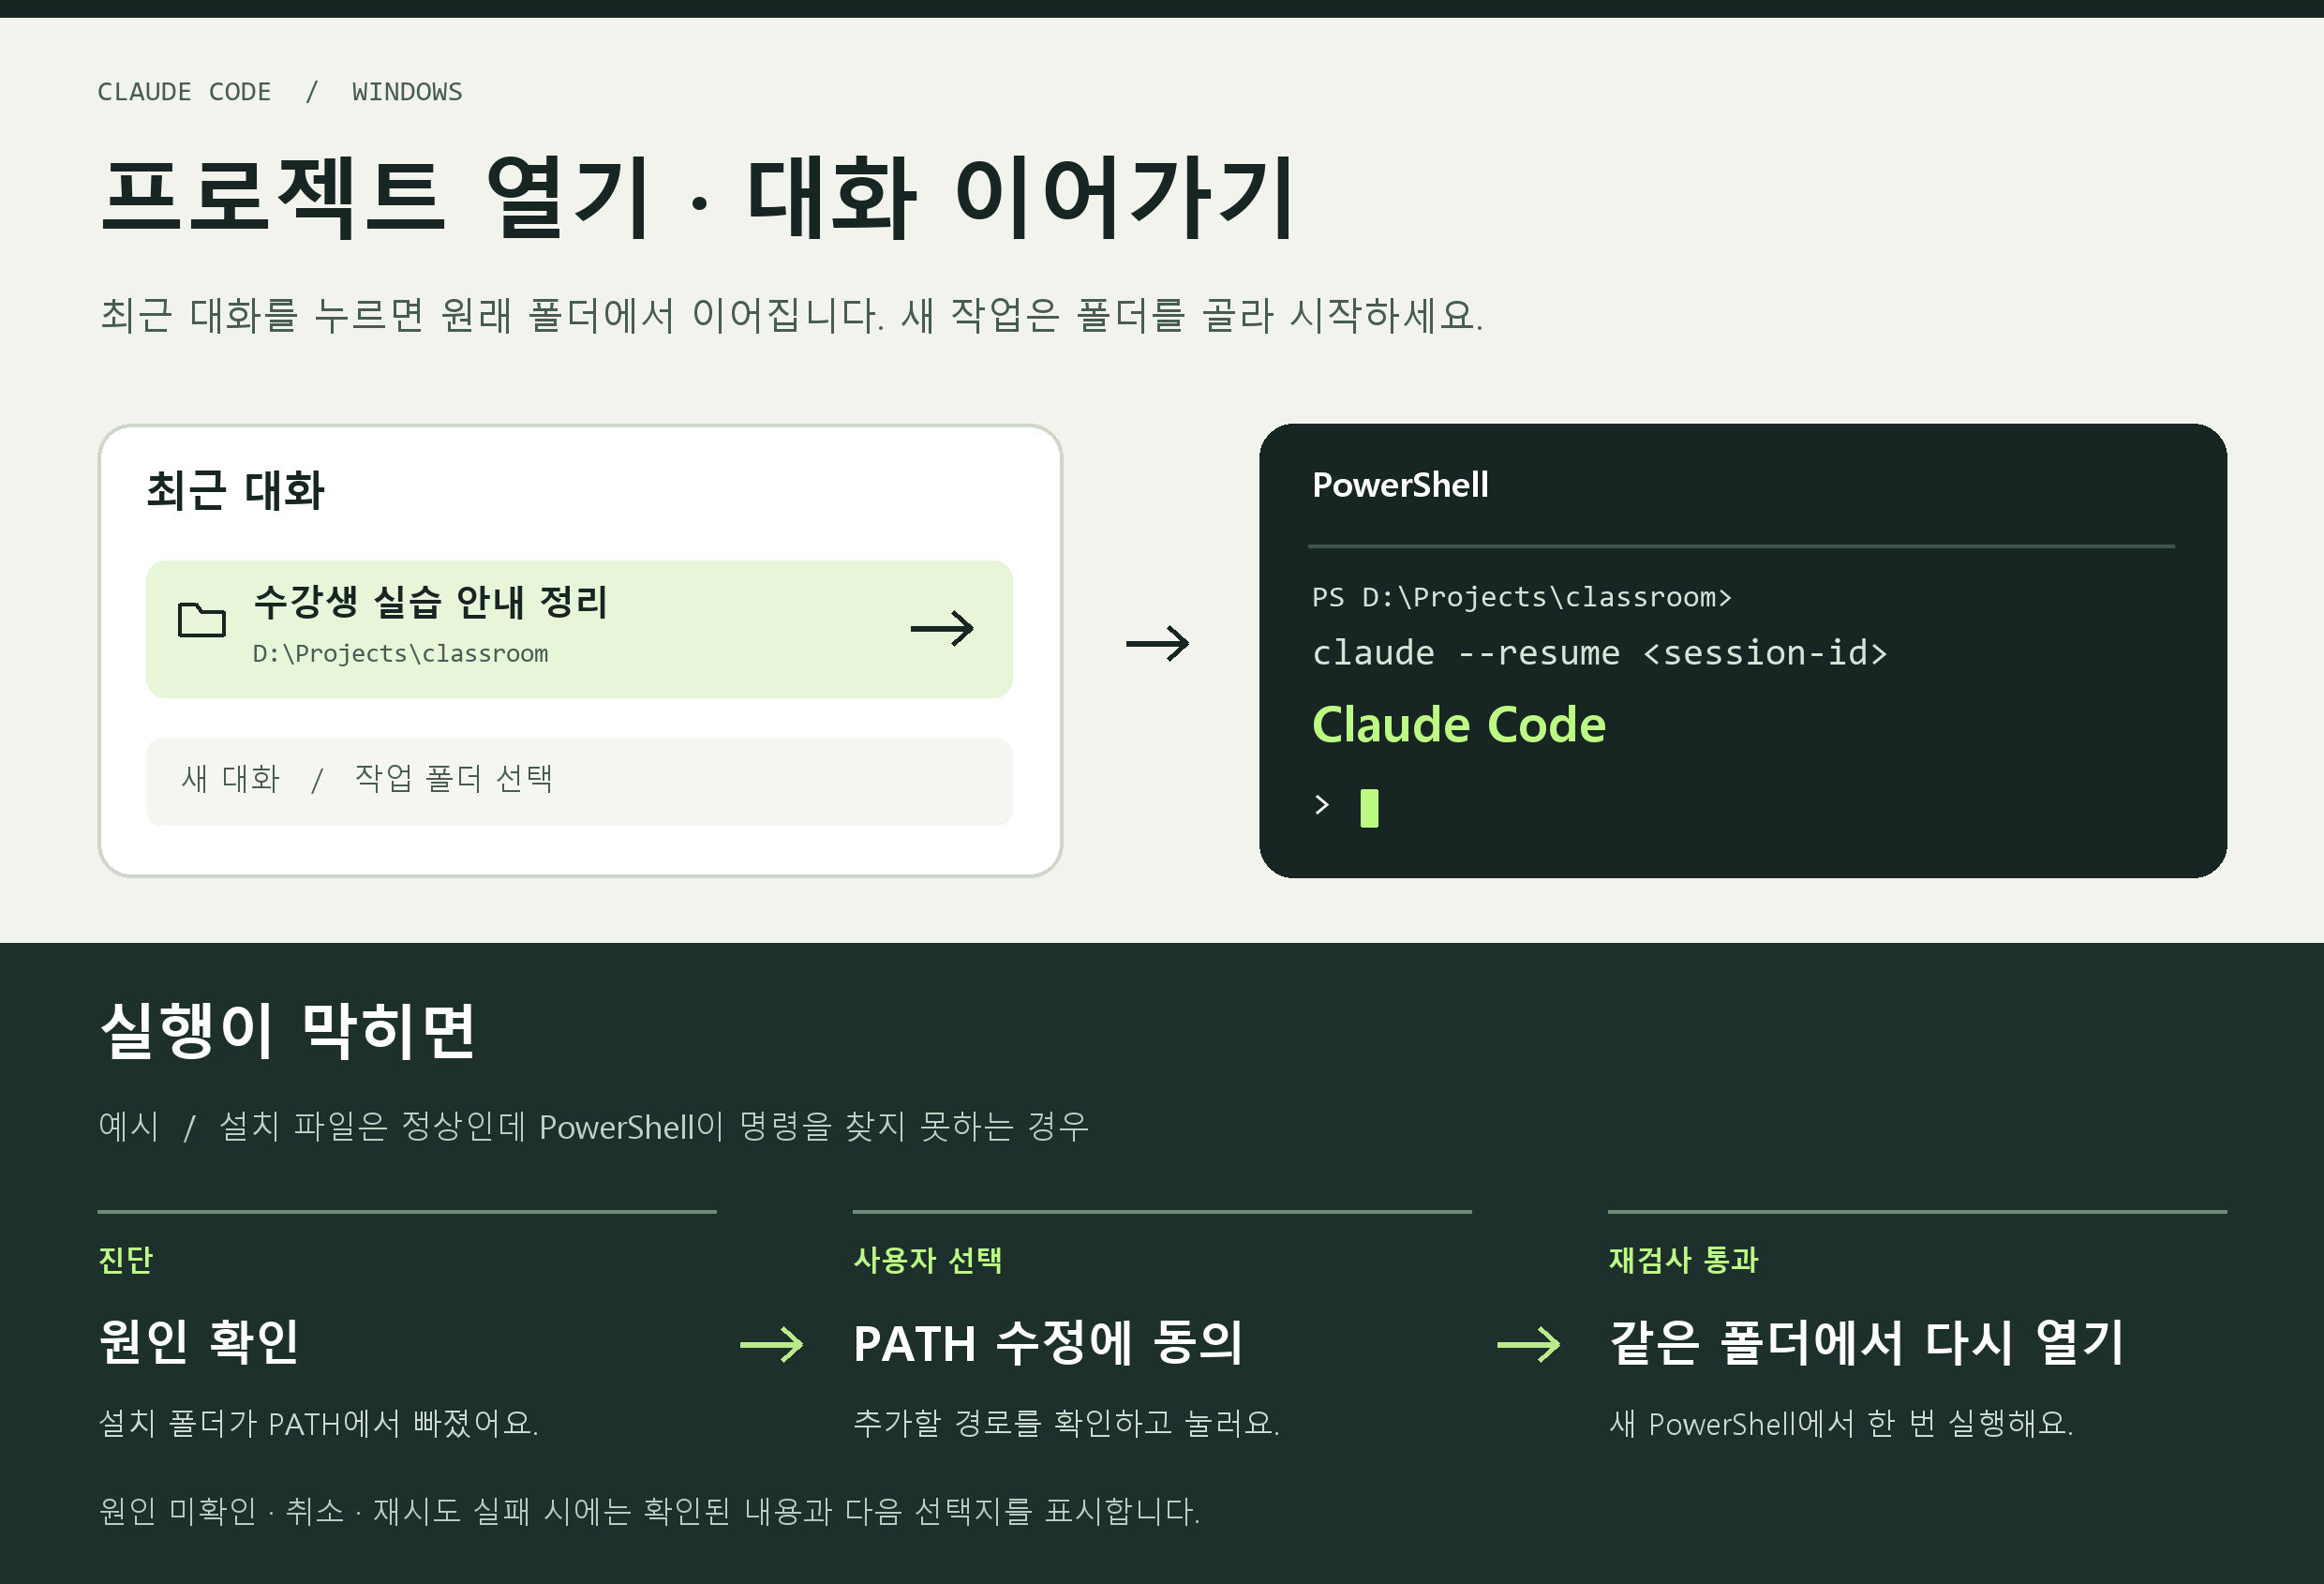 CLAUDE CODE / WINDOWS
프로젝트 열기 · 대화 이어가기
최근 대화를 누르면 원래 폴더에서 이어집니다. 새 작업은 폴더를 골라 시작하세요.
최근 대화
수강생 실습 안내 정리
D:\Projects\classroom
새 대화 / 작업 폴더 선택
PowerShell
PS D:\Projects\classroom>
claude --resume <session-id>
Claude Code
>
실행이 막히면
예시 / 설치 파일은 정상인데 PowerShell이 명령을 찾지 못하는 경우
진단
원인 확인
설치 폴더가 PATH에서 빠졌어요.
사용자 선택
PATH 수정에 동의
추가할 경로를 확인하고 눌러요.
재검사 통과
같은 폴더에서 다시 열기
새 PowerShell에서 한 번 실행해요.
원인 미확인 · 취소 · 재시도 실패 시에는 확인된 내용과 다음 선택지를 표시합니다.